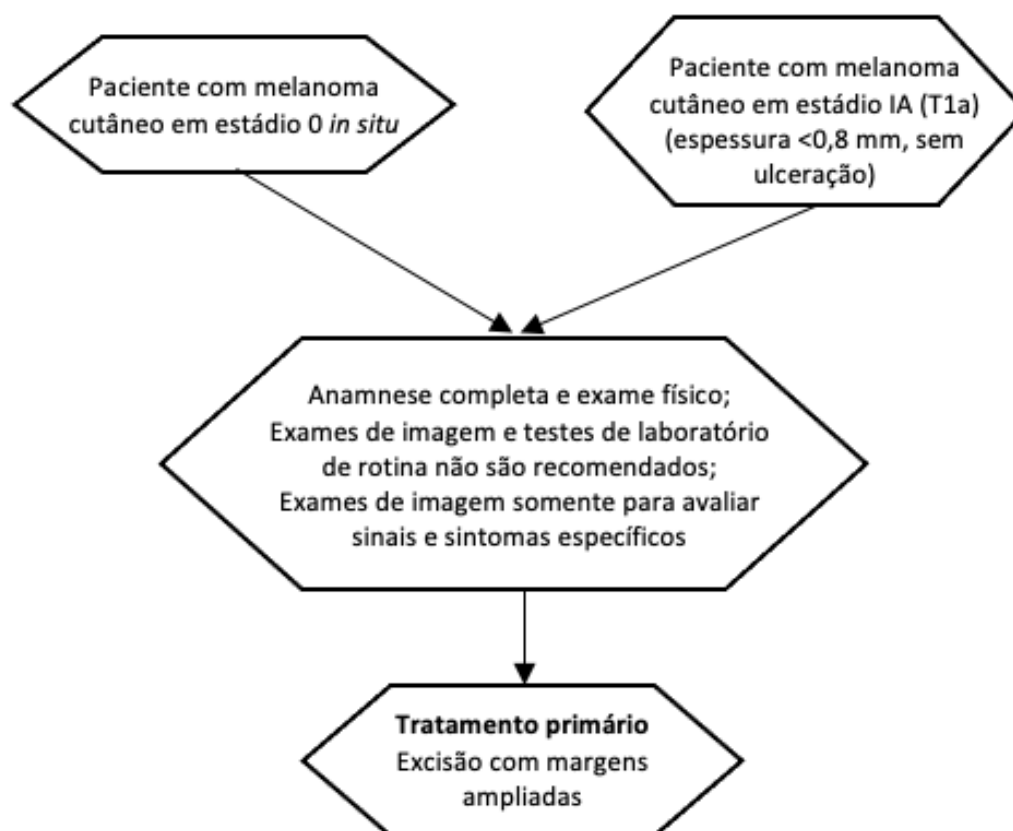 Paciente com melanoma
cutâneo em estádio 0 in situ
Paciente com melanoma
cutâneo em estádio IA (T1a)
(espessura <0,8 mm, sem
ulceração)
Anamnese completa e exame físico;
Exames de imagem e testes de laboratório
de rotina não são recomendados;
Exames de imagem somente para avaliar
sinais e sintomas específicos
Tratamento primário
Excisão com margens
ampliadas